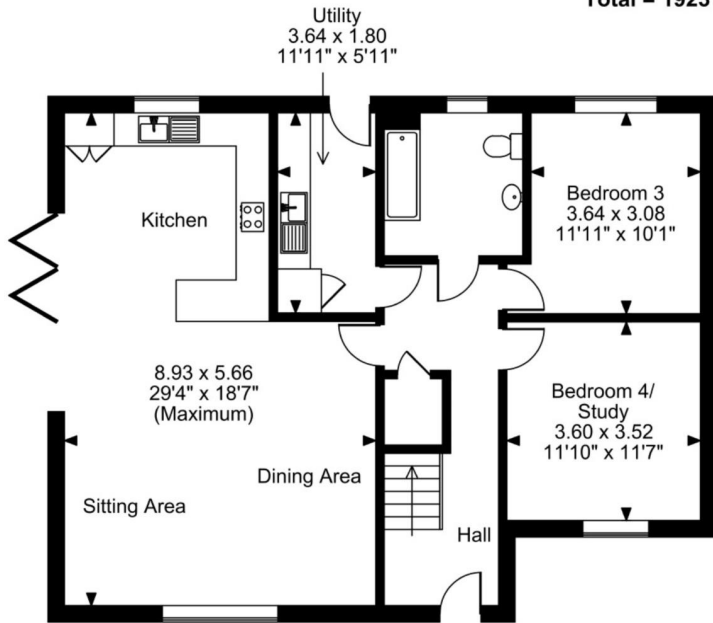 Total = 1923
Utility
3.64 x 1.80
11'11" x 5'11"
Kitchen
Bedroom 3
3.64 x 3.08
11'11" x 10'1"
8.93 x 5.66
29'4" x 18'7"
(Maximum)
Bedroom 4/
Study
3.60 x 3.52
11'10" x 11'7"
Dining Area
Sitting Area
Hall